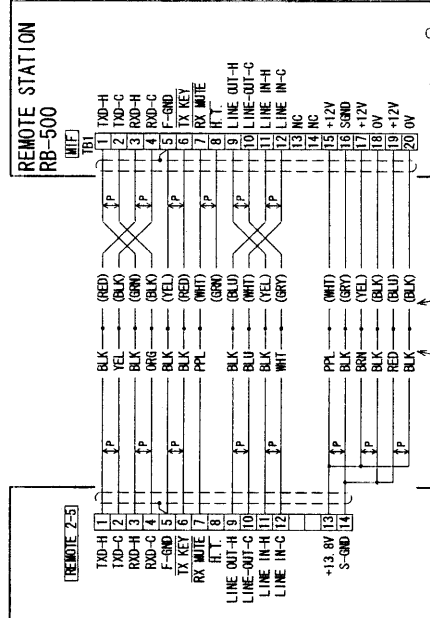 REMOTE STATION
RB-500
REMOTE 2-5
MIF
TB1
TXD-H 1 BLK (RED) 1 TXD-H
P P
TXD-C 2 YEL (BLK) 2 TXD-C
RXD-H 3 BLK (GRN) 3 RXD-H
P P
RXD-C 4 ORG (BLK) 4 RXD-C
F-GND 5 BLK (YEL) 5 F-GND
P P
TX KEY 6 BLK (RED) 6 TX KEY
RX MUTE 7 PPL (WHT) 7 RX MUTE
P
H.T. 8 (GRN) 8 H.T.
LINE OUT-H 9 BLK (BLU) 9 LINE OUT-H
P P
LINE-OUT-C 10 BLU (WHT) 10 LINE-OUT-C
LINE IN-H 11 BLK (YEL) 11 LINE IN-H
P P
LINE IN-C 12 WHT (GRY) 12 LINE IN-C
13 NC
14 NC
+13.8V 13 PPL (WHT) 15 +12V
P
S-GND 14 BLK (GRY) 16 SGND
BRN (YEL) 17 +12V
P
BLK (BLK) 18 0V
RED (BLU) 19 +12V
P
BLK (BLK) 20 0V